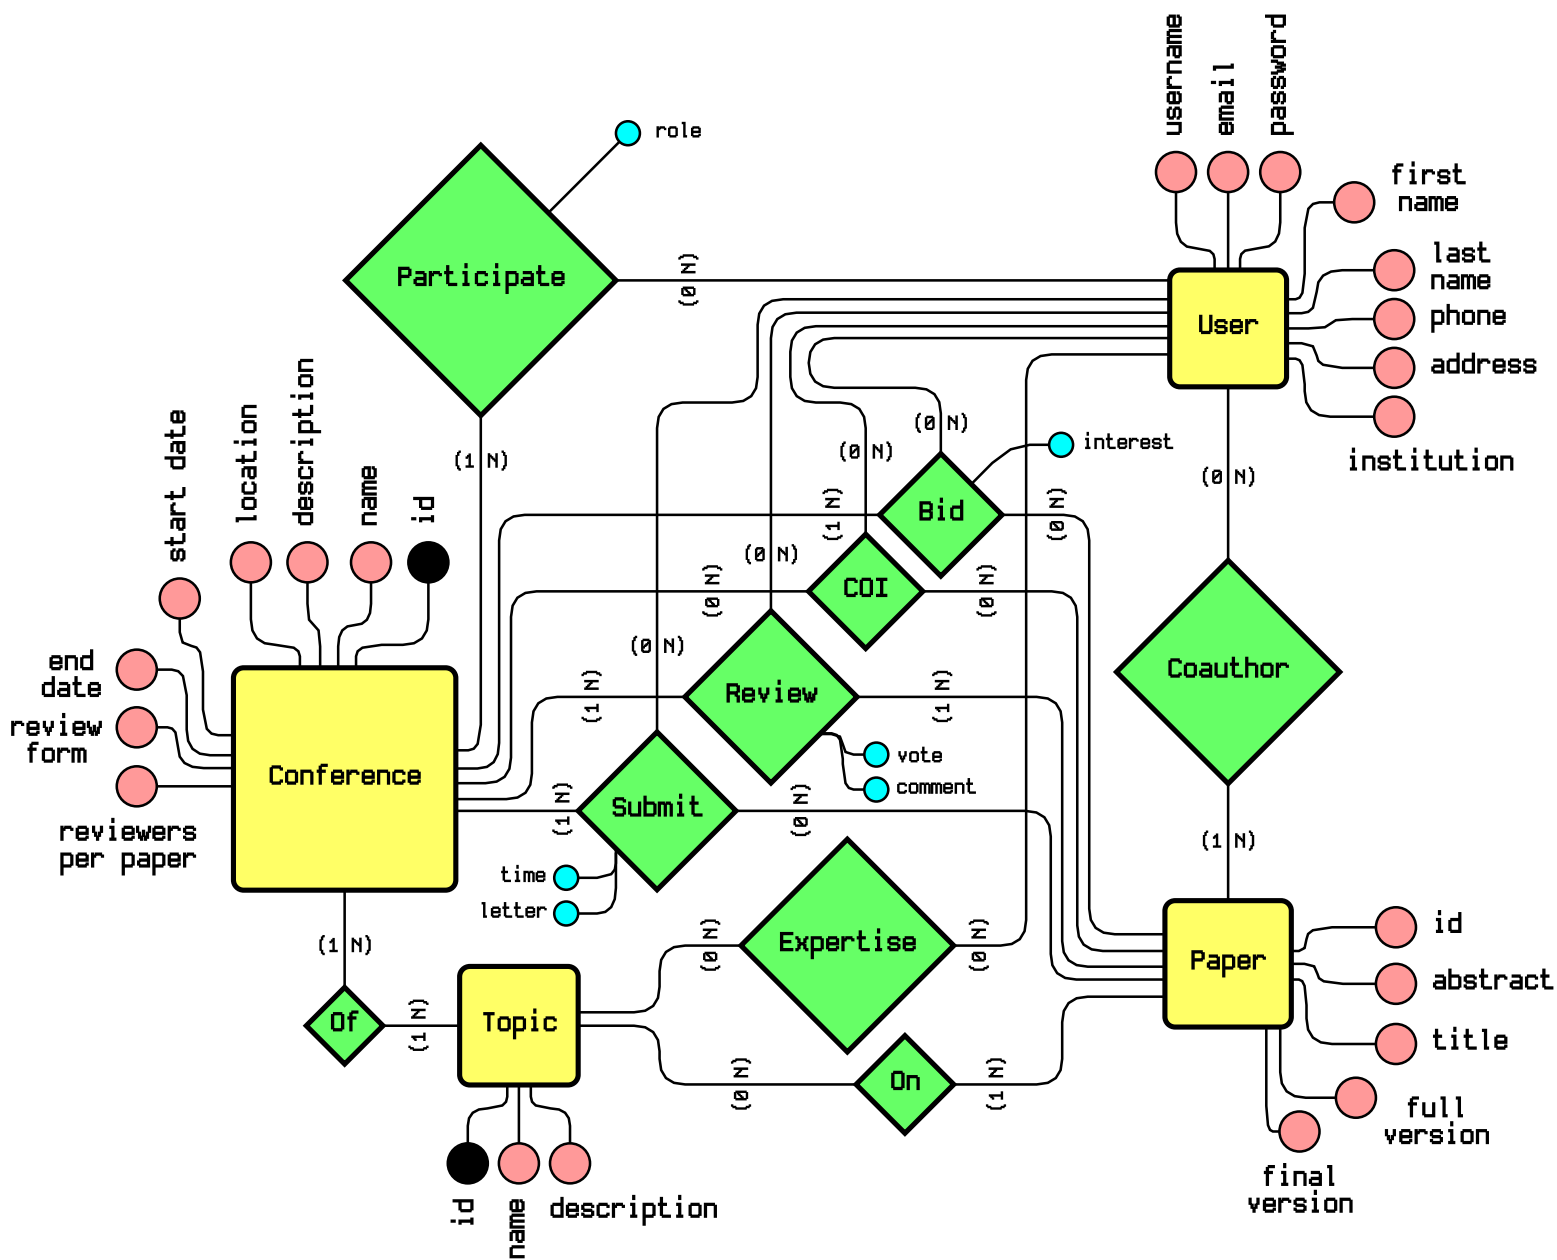 username
email
password
role
first
name
last
name
phone
address
institution
User
Participate
(0 N)
(1 N)
start date
location
description
name
id
(0 N)
(0 N)
interest
(0 N)
(1 N)
Bid
(0 N)
(0 N)
COI
(0 N)
(0 N)
(0 N)
Coauthor
end
date
review
form
reviewers
per paper
Conference
(1 N)
Review
(1 N)
vote
comment
(1 N)
Submit
(0 N)
time
letter
(1 N)
(1 N)
Of
(1 N)
Topic
(0 N)
Expertise
(0 N)
(0 N)
On
(1 N)
Paper
id
abstract
title
full
version
final
version
id
name
description